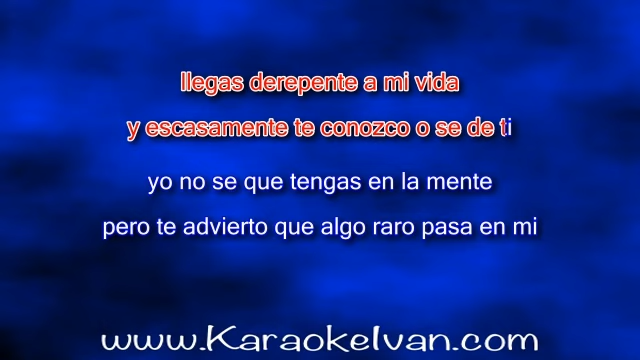 llegas derepente a mi vida
y escasamente te conozco o se de ti
yo no se que tengas en la mente
pero te advierto que algo raro pasa en mi
www.KaraokeIvan.com